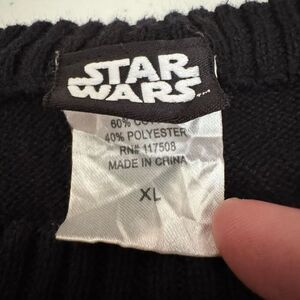 STAR
WARS
60% COTTON
40% POLYESTER
RN# 117508
MADE IN CHINA
XL